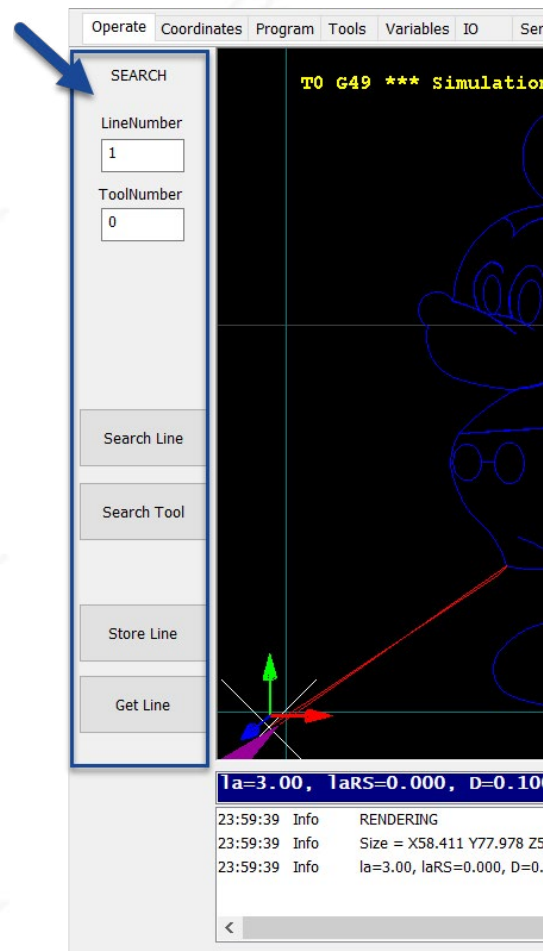 Operate Coordinates Program Tools Variables IO Ser
SEARCH
LineNumber
1
ToolNumber
0
Search Line
Search Tool
Store Line
Get Line
T0 G49 *** Simulation
la=3.00, laRS=0.000, D=0.100
23:59:39 Info RENDERING
23:59:39 Info Size = X58.411 Y77.978 Z5
23:59:39 Info la=3.00, laRS=0.000, D=0.